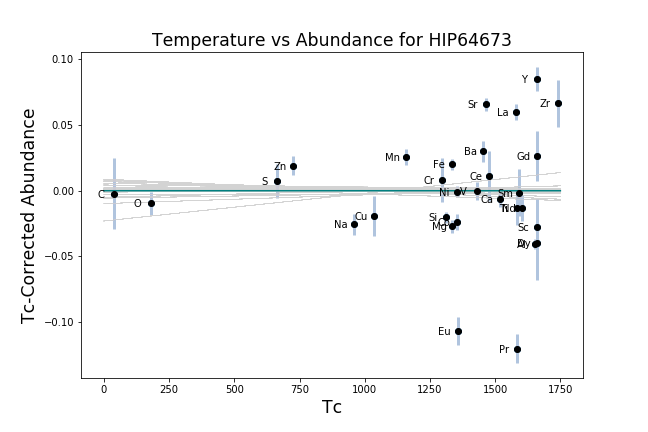 Temperature vs Abundance for HIP64673
Tc-Corrected Abundance
0.10
0.05
0.00
−0.05
−0.10
Y
Sr
Zr
La
Ba
Mn
Fe
Gd
Zn
Cr
Ce
S
C
Ni
V
Sm
O
Ca
Nd
Cu
Si
Na
Mg
Sc
Dy
Al
Eu
Pr
0
250
500
750
1000
1250
1500
1750
Tc